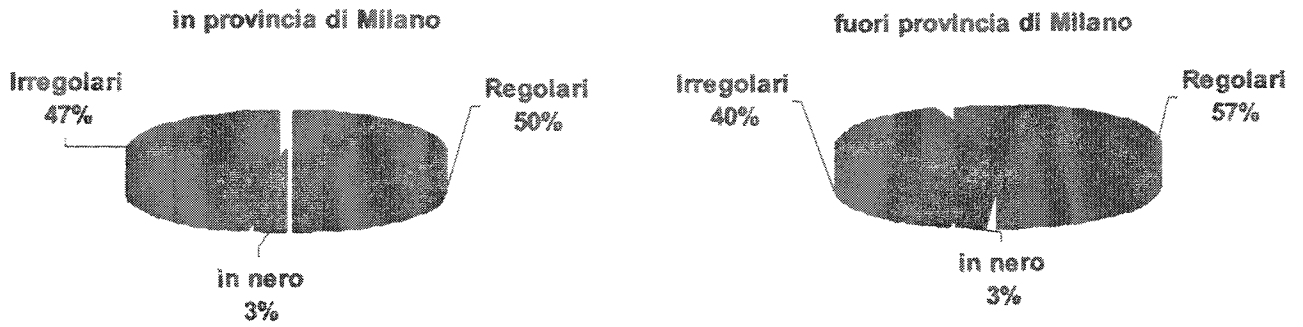 in provincia di Milano
Irregolari
47%
Regolari
50%
in nero
3%
fuori provincia di Milano
Irregolari
40%
Regolari
57%
in nero
3%